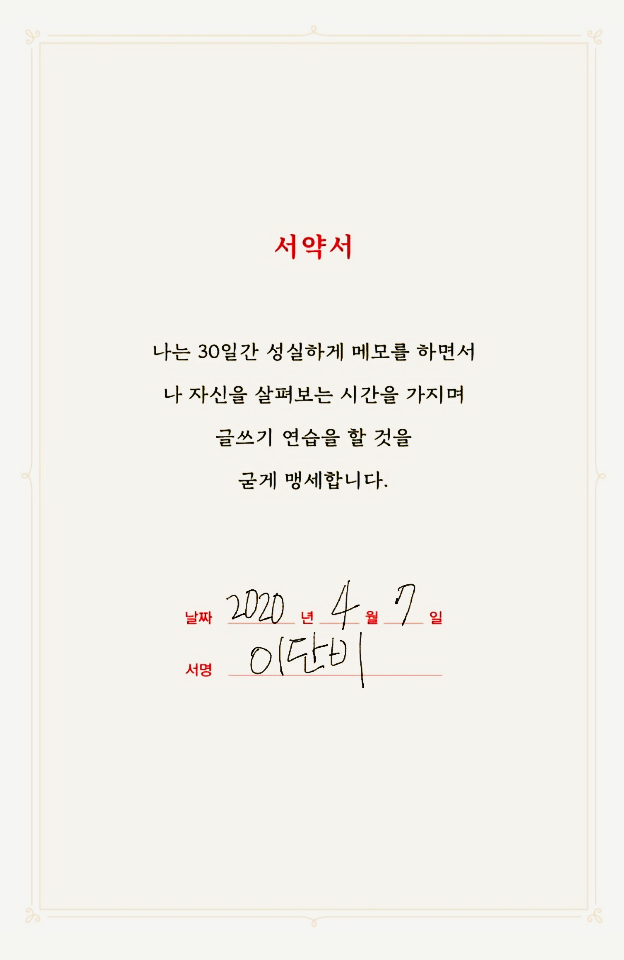 서약서
나는 30일간 성실하게 메모를 하면서
나 자신을 살펴보는 시간을 가지며
글쓰기 연습을 할 것을
굳게 맹세합니다.
날짜 2020 년 4 월 7 일
서명 이단비